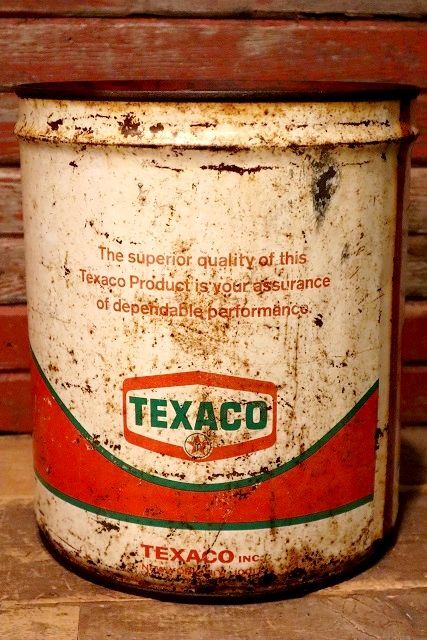 The superior quality of this
Texaco Product is your assurance
of dependable performance
TEXACO
T
TEXACO INC.